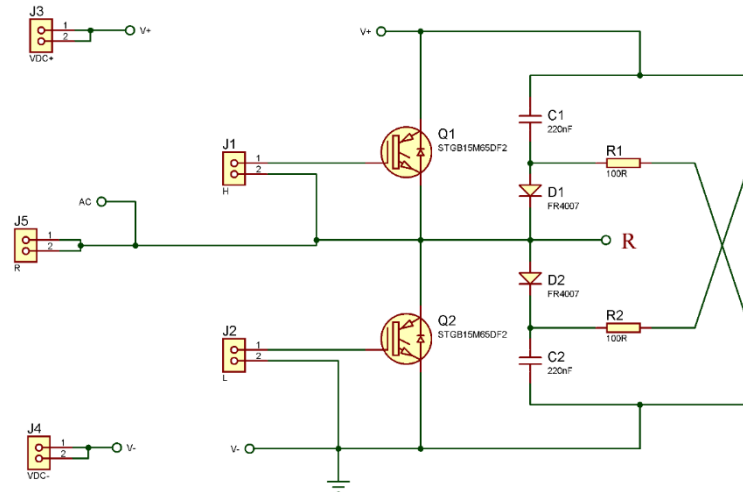 J3
1
2
VDC+
V+
V+
Q1
STGB15M65DF2
C1
220nF
J1
1
2
H
R1
100R
D1
FR4007
AC
J5
1
2
R
R
D2
FR4007
J2
1
2
L
Q2
STGB15M65DF2
R2
100R
C2
220nF
J4
1
2
VDC-
V-
V-